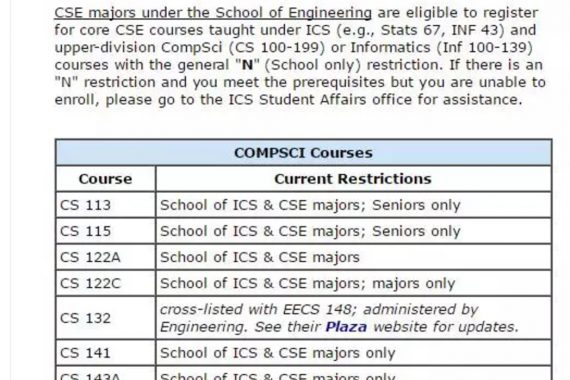 CSE majors under the School of Engineering are eligible to register
for core CSE courses taught under ICS (e.g., Stats 67, INF 43) and
upper-division CompSci (CS 100-199) or Informatics (Inf 100-139)
courses with the general "N" (School only) restriction. If there is an
"N" restriction and you meet the prerequisites but you are unable to
enroll, please go to the ICS Student Affairs office for assistance.
COMPSCI Courses
Course Current Restrictions
CS 113 School of ICS & CSE majors; Seniors only
CS 115 School of ICS & CSE majors; Seniors only
CS 122A School of ICS & CSE majors
CS 122C School of ICS & CSE majors; majors only
CS 132 cross-listed with EECS 148; administered by
Engineering. See their Plaza website for updates.
CS 141 School of ICS & CSE majors only
CS 143A School of ICS & CSE majors only